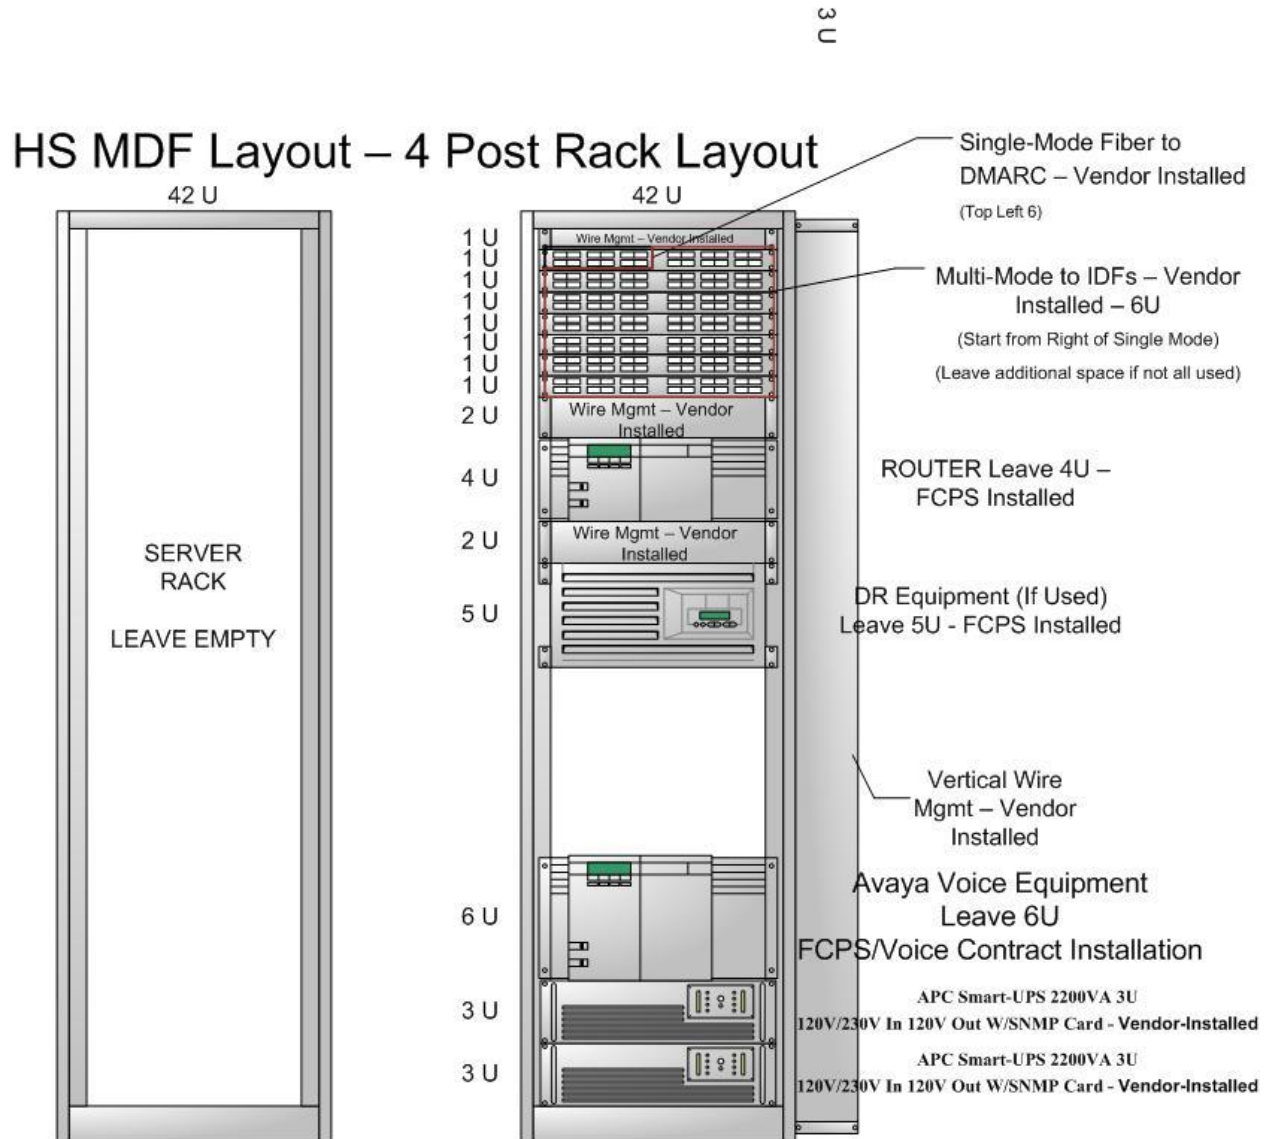 3 U
HS MDF Layout – 4 Post Rack Layout
42 U
42 U
Single-Mode Fiber to
DMARC – Vendor Installed
(Top Left 6)
1 U
1 U
1 U
1 U
1 U
1 U
1 U
1 U
Wire Mgmt – Vendor Installed
Multi-Mode to IDFs – Vendor
Installed – 6U
(Start from Right of Single Mode)
(Leave additional space if not all used)
2 U
Wire Mgmt – Vendor
Installed
4 U
ROUTER Leave 4U –
FCPS Installed
2 U
Wire Mgmt – Vendor
Installed
SERVER
RACK
LEAVE EMPTY
5 U
DR Equipment (If Used)
Leave 5U - FCPS Installed
Vertical Wire
Mgmt – Vendor
Installed
6 U
Avaya Voice Equipment
Leave 6U
FCPS/Voice Contract Installation
3 U
APC Smart-UPS 2200VA 3U
120V/230V In 120V Out W/SNMP Card - Vendor-Installed
3 U
APC Smart-UPS 2200VA 3U
120V/230V In 120V Out W/SNMP Card - Vendor-Installed